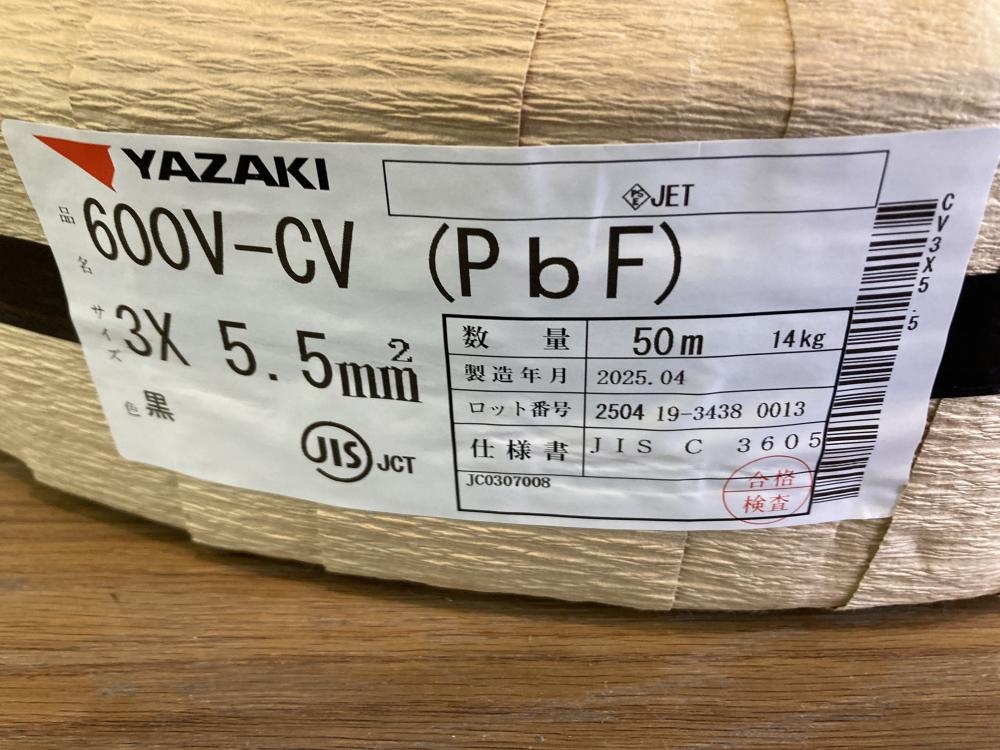 YAZAKI
PSE JET
品名 600V-CV (PbF)
サイズ 3X 5.5mm²
色 黒
JIS JCT
数量 50m 14kg
製造年月 2025.04
ロット番号 2504 19-3438 0013
仕様書 JIS C 3605
JC0307008
合格
検査
CV3X5.5